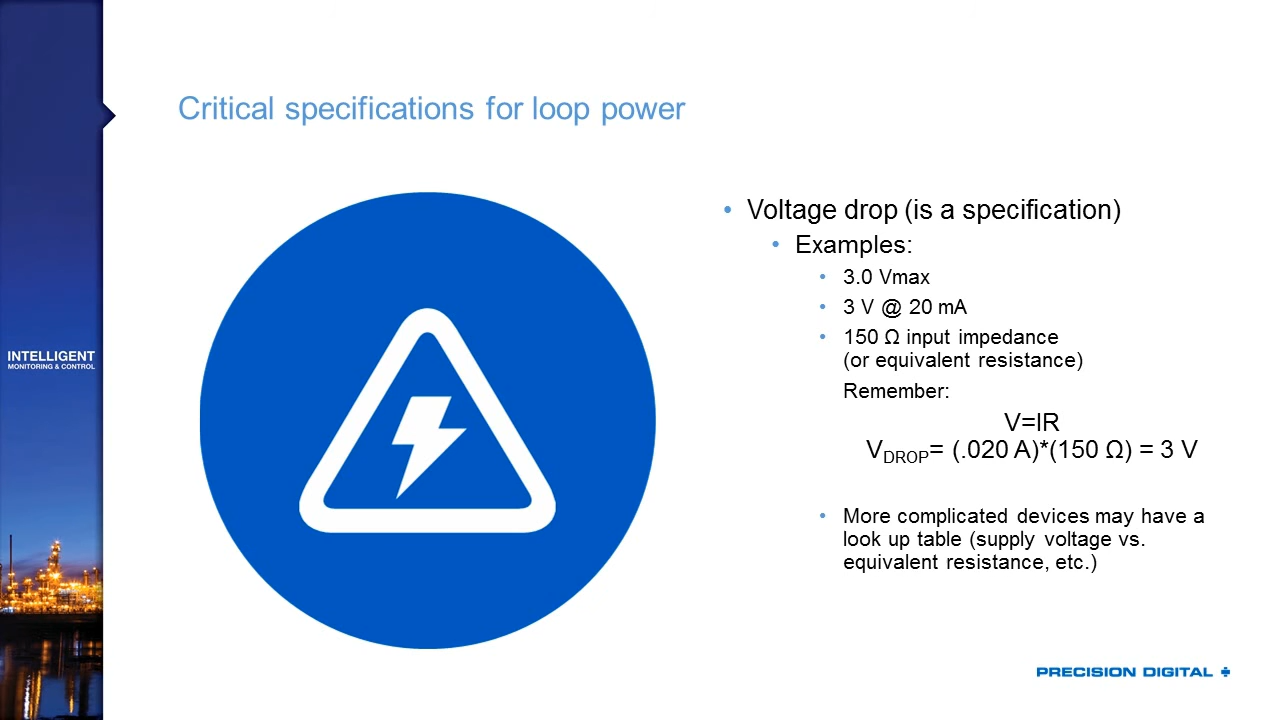 Critical specifications for loop power
INTELLIGENT
MONITORING & CONTROL
• Voltage drop (is a specification)
• Examples:
• 3.0 Vmax
• 3 V @ 20 mA
• 150 Ω input impedance
(or equivalent resistance)
Remember:
V=IR
VDROP= (.020 A)*(150 Ω) = 3 V
• More complicated devices may have a
look up table (supply voltage vs.
equivalent resistance, etc.)
PRECISION DIGITAL